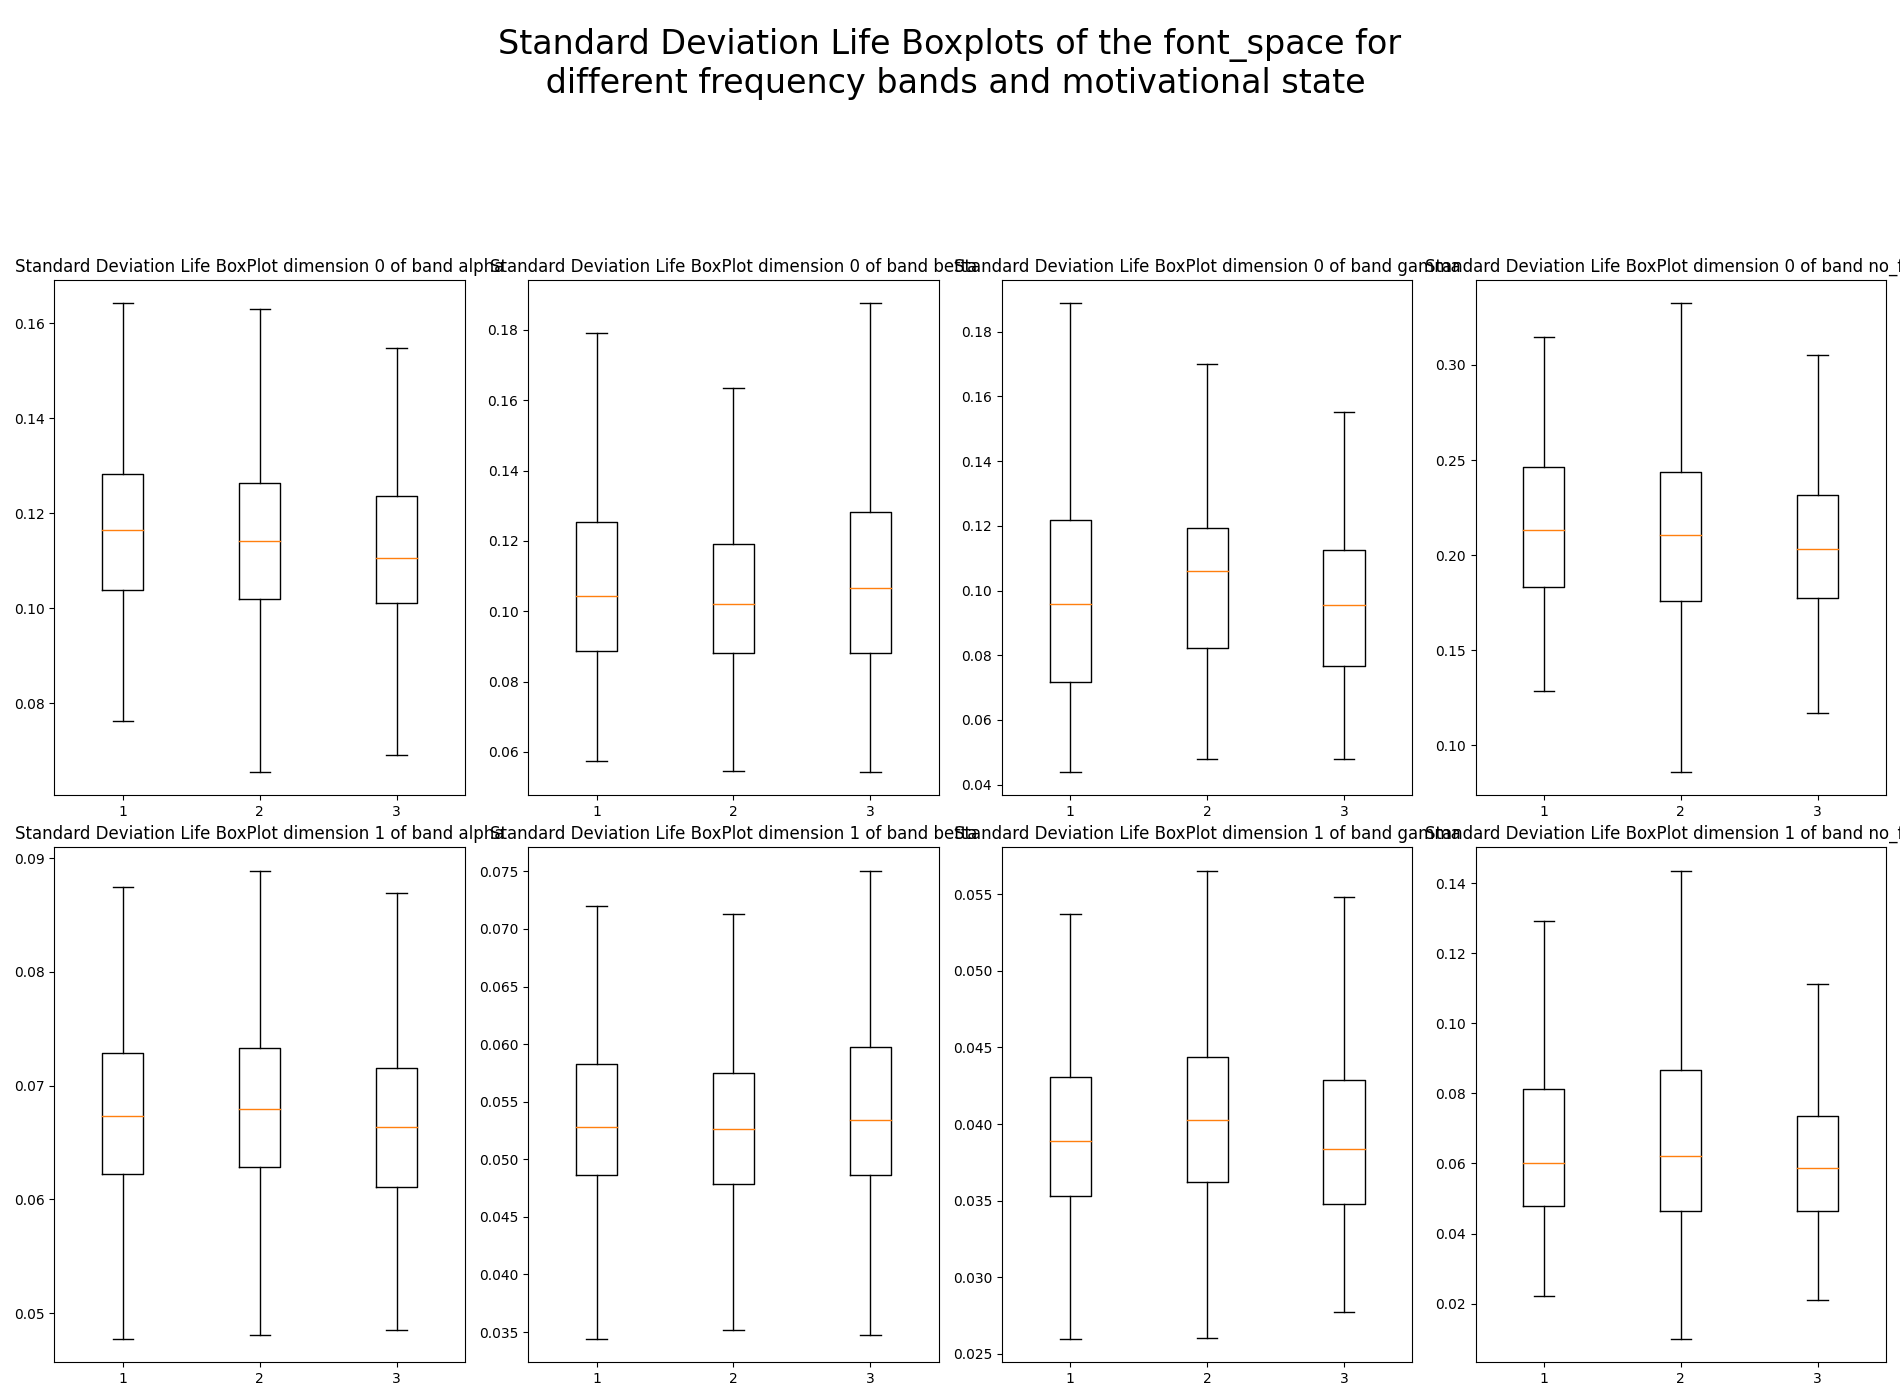 Standard Deviation Life Boxplots of the font_space for
different frequency bands and motivational state
Standard Deviation Life BoxPlot dimension 0 of band alpha
Standard Deviation Life BoxPlot dimension 0 of band betta
Standard Deviation Life BoxPlot dimension 0 of band gamma
Standard Deviation Life BoxPlot dimension 0 of band no_f
0.16
0.14
0.12
0.10
0.08
1 2 3
0.18
0.16
0.14
0.12
0.10
0.08
0.06
1 2 3
0.18
0.16
0.14
0.12
0.10
0.08
0.06
0.04
1 2 3
0.30
0.25
0.20
0.15
0.10
1 2 3
Standard Deviation Life BoxPlot dimension 1 of band alpha
Standard Deviation Life BoxPlot dimension 1 of band betta
Standard Deviation Life BoxPlot dimension 1 of band gamma
Standard Deviation Life BoxPlot dimension 1 of band no_f
0.09
0.08
0.07
0.06
0.05
1 2 3
0.075
0.070
0.065
0.060
0.055
0.050
0.045
0.040
0.035
1 2 3
0.055
0.050
0.045
0.040
0.035
0.030
0.025
1 2 3
0.14
0.12
0.10
0.08
0.06
0.04
0.02
1 2 3